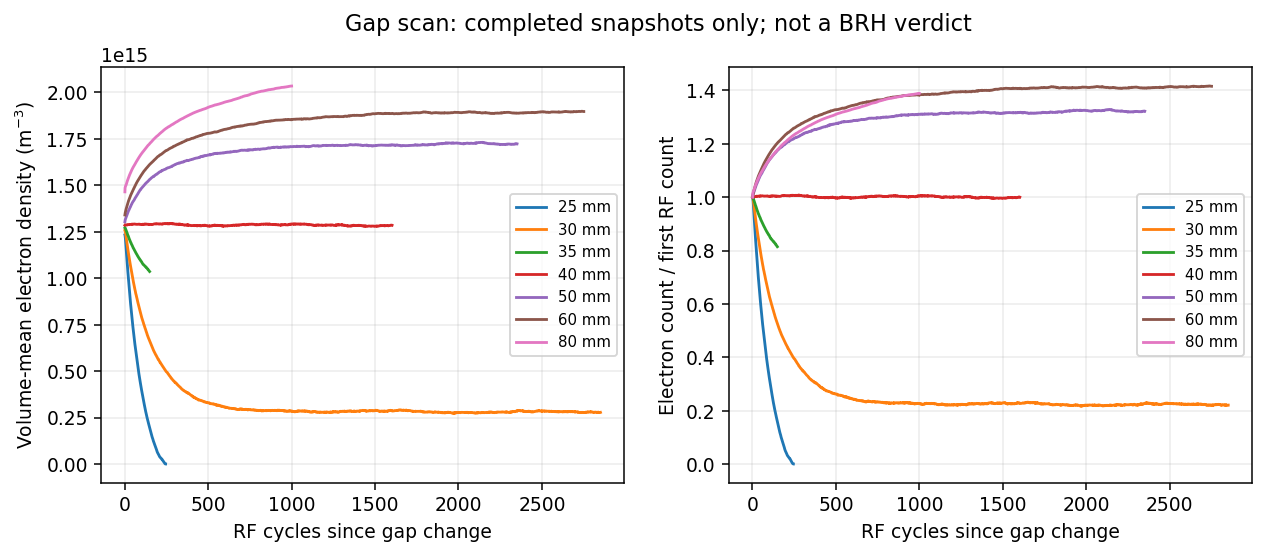 Gap scan: completed snapshots only; not a BRH verdict
1e15
Volume-mean electron density (m⁻³)
2.00
1.75
1.50
1.25
1.00
0.75
0.50
0.25
0.00
0 500 1000 1500 2000 2500
RF cycles since gap change
25 mm
30 mm
35 mm
40 mm
50 mm
60 mm
80 mm
Electron count / first RF count
1.4
1.2
1.0
0.8
0.6
0.4
0.2
0.0
0 500 1000 1500 2000 2500
RF cycles since gap change
25 mm
30 mm
35 mm
40 mm
50 mm
60 mm
80 mm